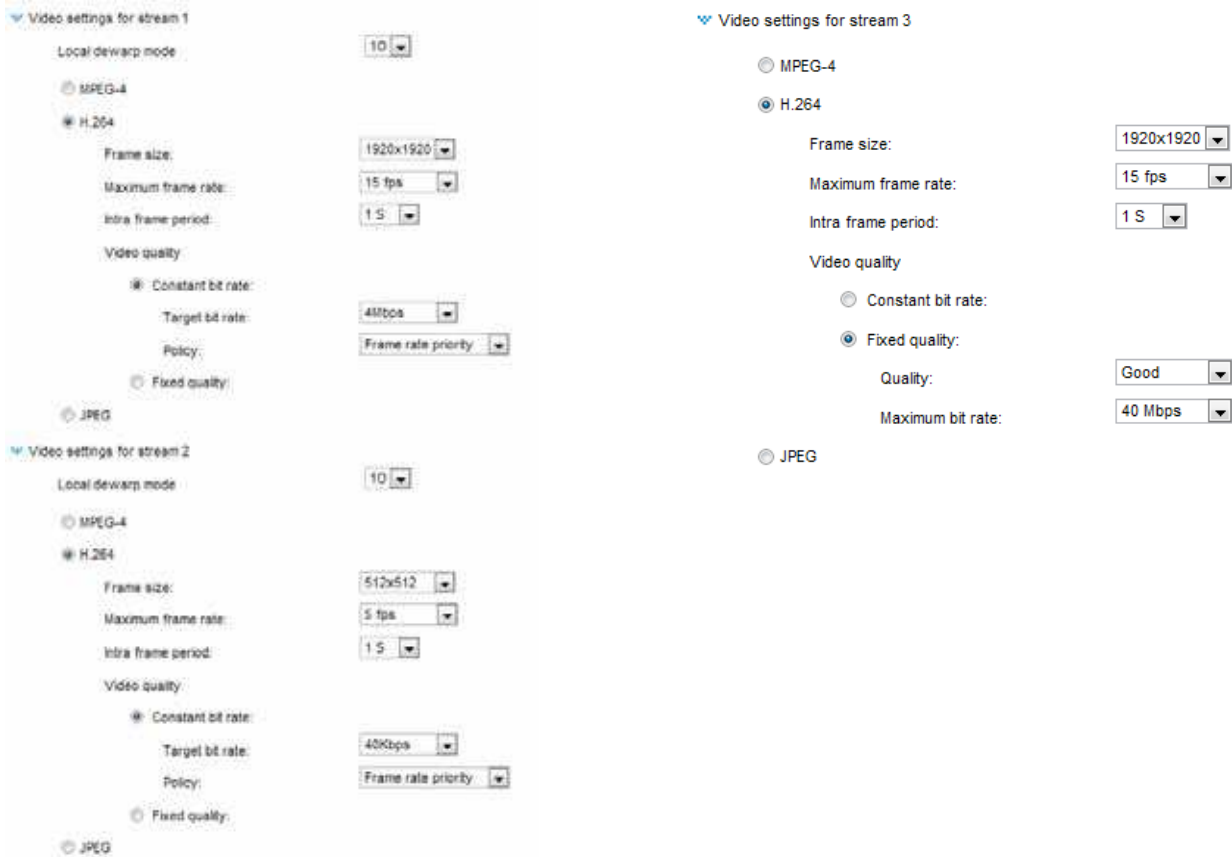 Video settings for stream 1
Local dewarp mode 1O
MPEG-4
H.264
Frame size: 1920x1920
Maximum frame rate: 15 fps
Intra frame period: 1 S
Video quality
Constant bit rate:
Target bit rate: 4Mbps
Policy: Frame rate priority
Fixed quality:
JPEG
Video settings for stream 2
Local dewarp mode 1O
MPEG-4
H.264
Frame size: 512x512
Maximum frame rate: 5 fps
Intra frame period: 1 S
Video quality
Constant bit rate:
Target bit rate: 40Kbps
Policy: Frame rate priority
Fixed quality:
JPEG
Video settings for stream 3
MPEG-4
H.264
Frame size: 1920x1920
Maximum frame rate: 15 fps
Intra frame period: 1 S
Video quality
Constant bit rate:
Fixed quality:
Quality: Good
Maximum bit rate: 40 Mbps
JPEG